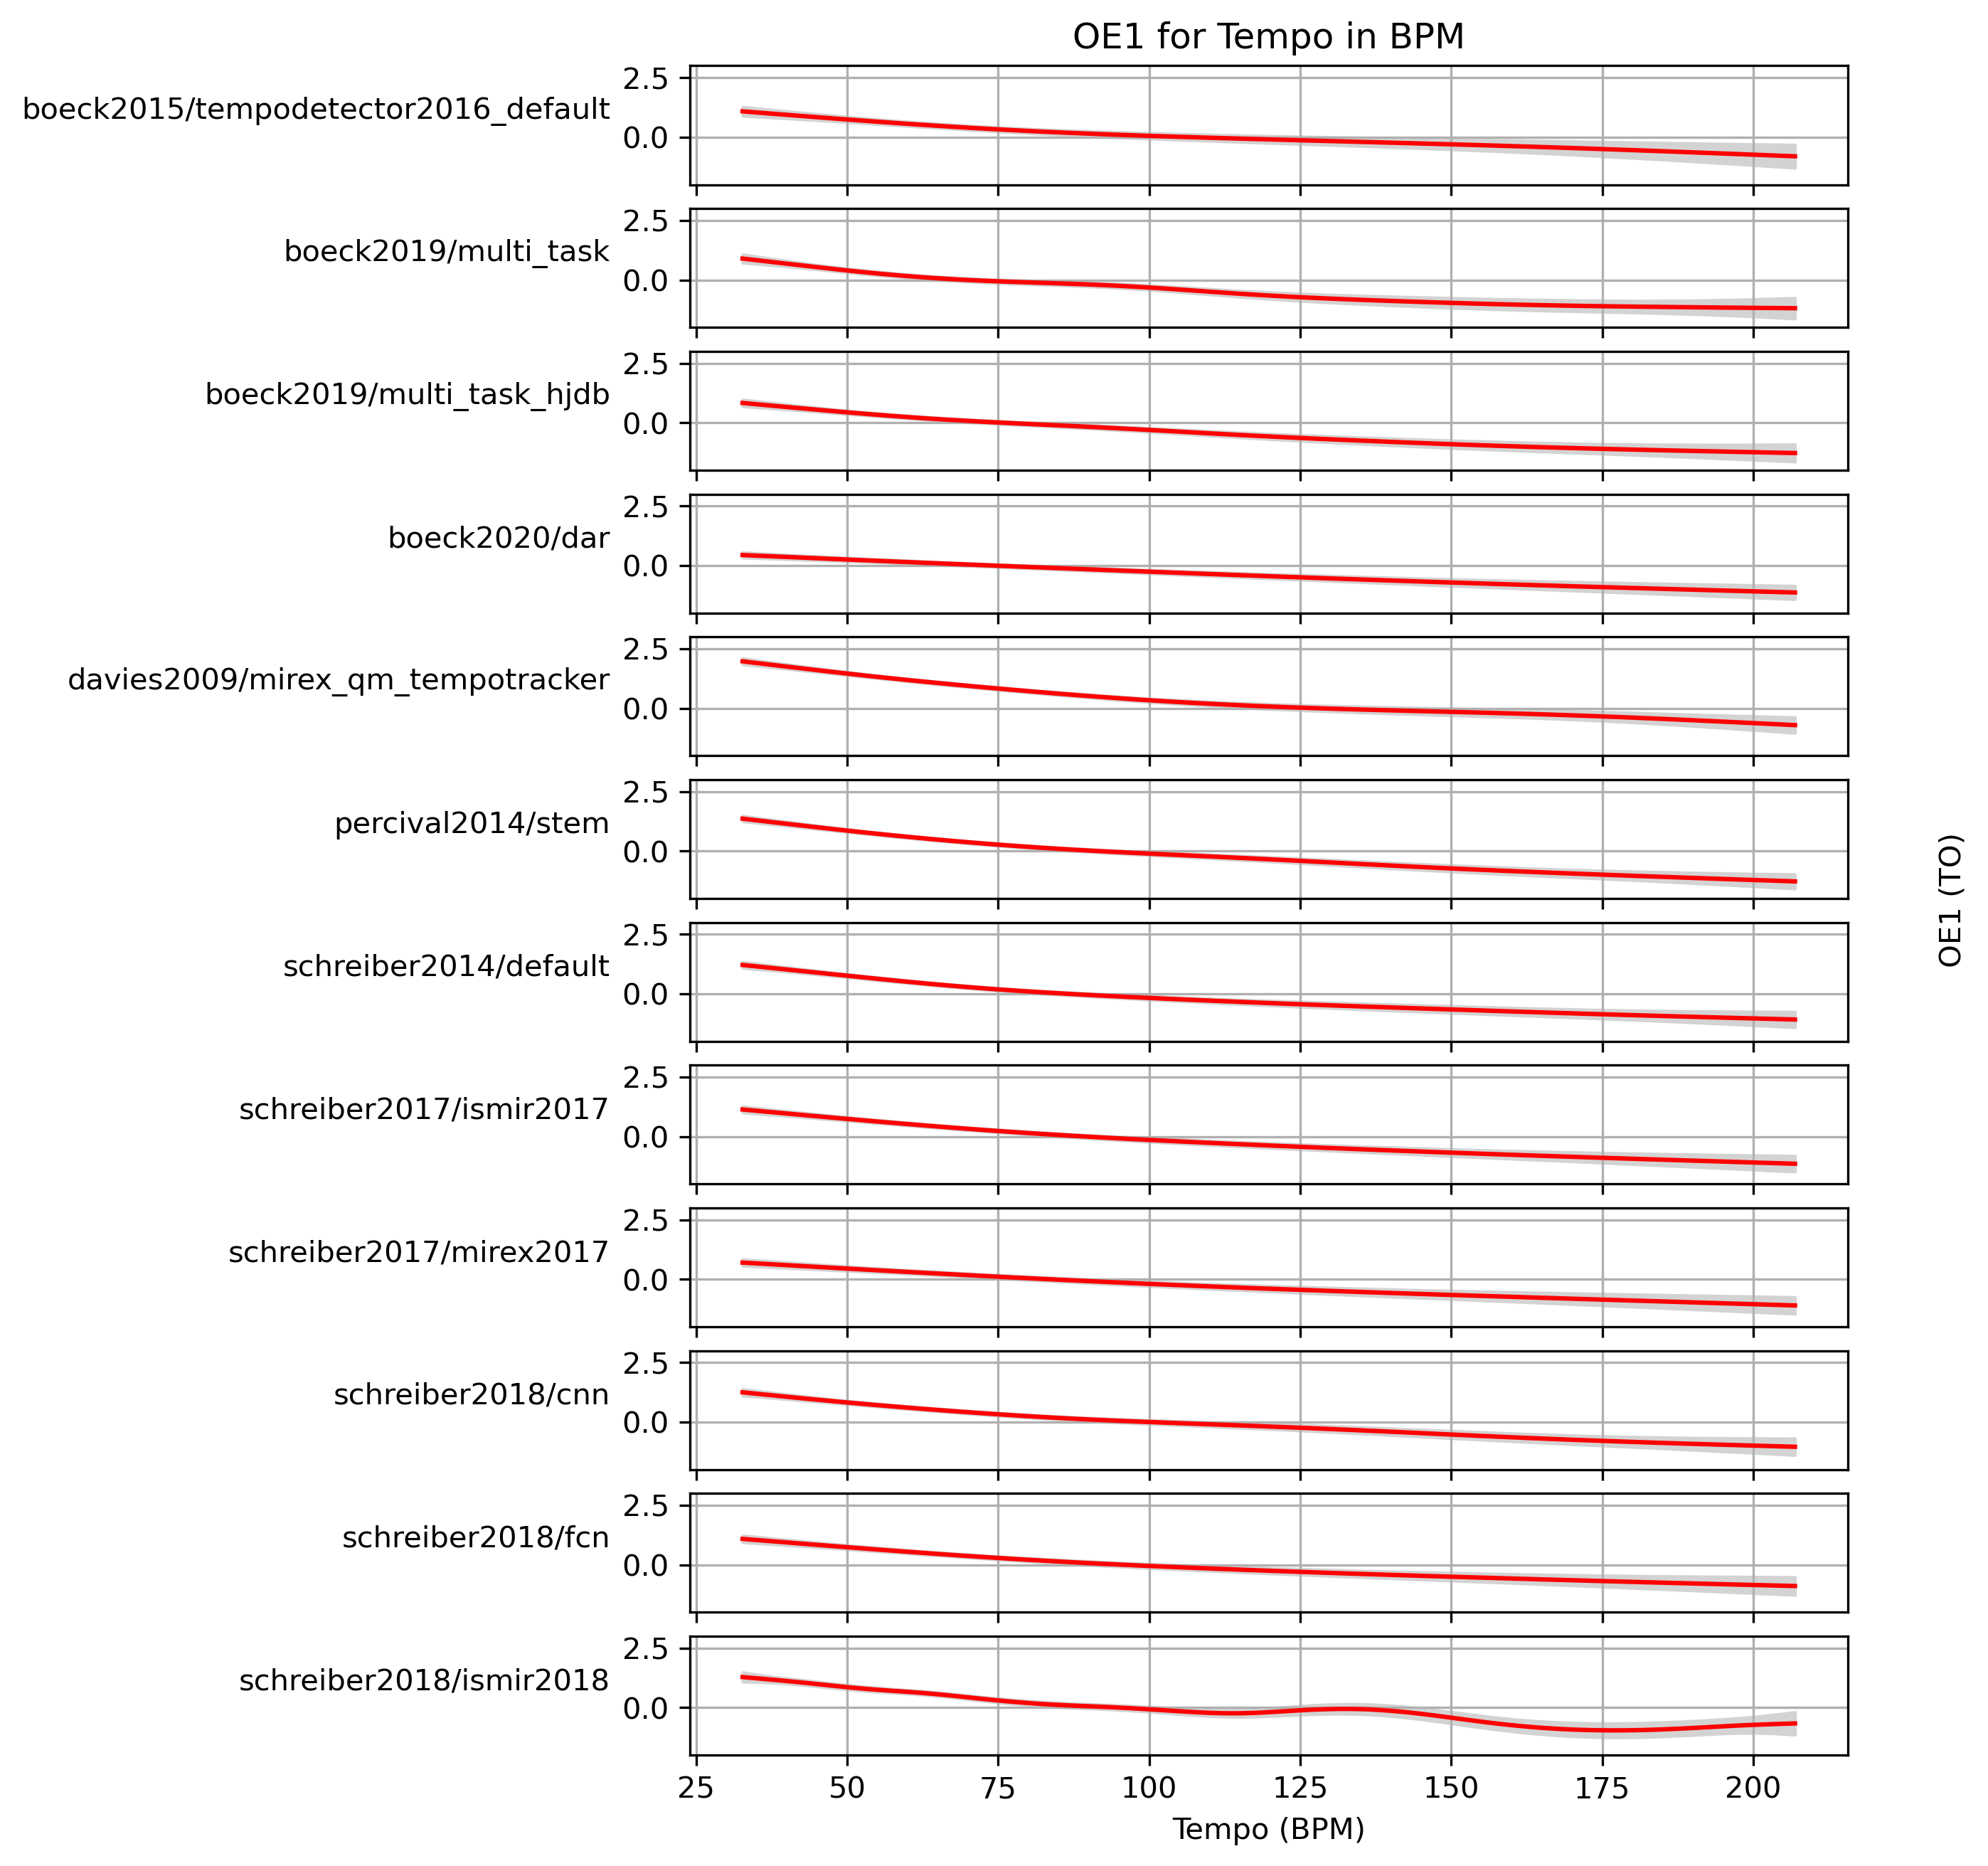 OE1 for Tempo in BPM
boeck2015/tempodetector2016_default
2.5
0.0
boeck2019/multi_task
2.5
0.0
boeck2019/multi_task_hjdb
2.5
0.0
boeck2020/dar
2.5
0.0
davies2009/mirex_qm_tempotracker
2.5
0.0
percival2014/stem
2.5
0.0
schreiber2014/default
2.5
0.0
schreiber2017/ismir2017
2.5
0.0
schreiber2017/mirex2017
2.5
0.0
schreiber2018/cnn
2.5
0.0
schreiber2018/fcn
2.5
0.0
schreiber2018/ismir2018
2.5
0.0
25 50 75 100 125 150 175 200
Tempo (BPM)
OE1 (TO)